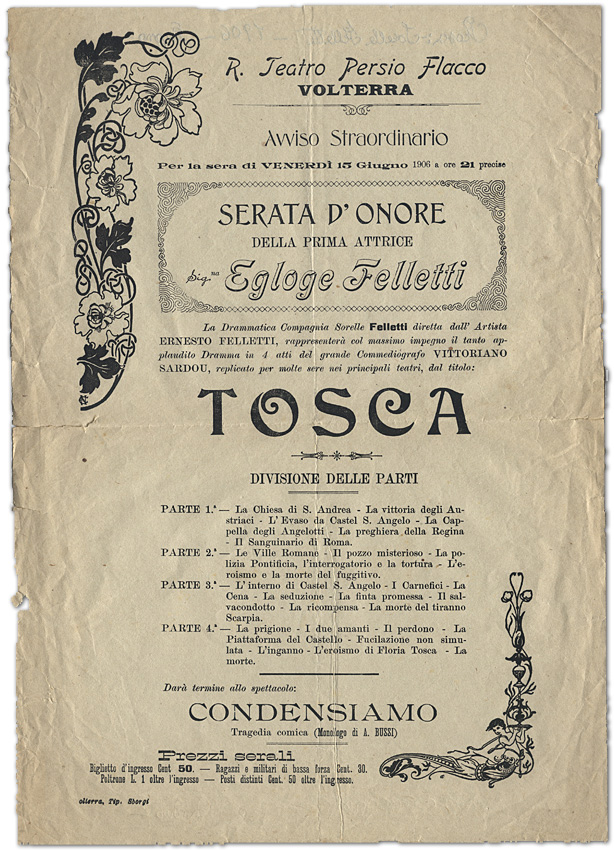 R. Teatro Persio Flacco
VOLTERRA
Avviso Straordinario
Per la sera di VENERDÌ 15 Giugno 1906 a ore 21 precise
SERATA D' ONORE
DELLA PRIMA ATTRICE
Sig.na Egloge Felletti
La Drammatica Compagnia Sorelle Felletti diretta dall' Artista
ERNESTO FELLETTI, rappresenterà col massimo impegno il tanto ap-
plaudito Dramma in 4 atti del grande Commediografo VITTORIANO
SARDOU, replicato per molte sere nei principali teatri, dal titolo:
TOSCA
DIVISIONE DELLE PARTI
PARTE 1.ª — La Chiesa di S. Andrea - La vittoria degli Au-
striaci - L' Evaso da Castel S. Angelo - La Cap-
pella degli Angelotti - La preghiera della Regina
- Il Sanguinario di Roma.
PARTE 2.ª — Le Ville Romane - Il pozzo misterioso - La po-
lizia Pontificia, l'interrogatorio e la tortura - L'e-
roismo e la morte del fuggitivo.
PARTE 3.ª — L' interno di Castel S. Angelo - I Carnefici - La
Cena - La seduzione - La finta promessa - Il sal-
vacondotto - La ricompensa - La morte del tiranno
Scarpia.
PARTE 4.ª — La prigione - I due amanti - Il perdono - La
Piattaforma del Castello - Fucilazione non simu-
lata - L'inganno - L'eroismo di Floria Tosca - La
morte.
Darà termine allo spettacolo:
CONDENSIAMO
Tragedia comica (Monologo di A. BUSSI)
Prezzi serali
Biglietto d'ingresso Cent 50. — Ragazzi e militari di bassa forza Cent. 30.
Poltrone L. 1 oltre l'ingresso — Posti distinti Cent. 50 oltre l'ingresso.
olterra, Tip. Sborgi